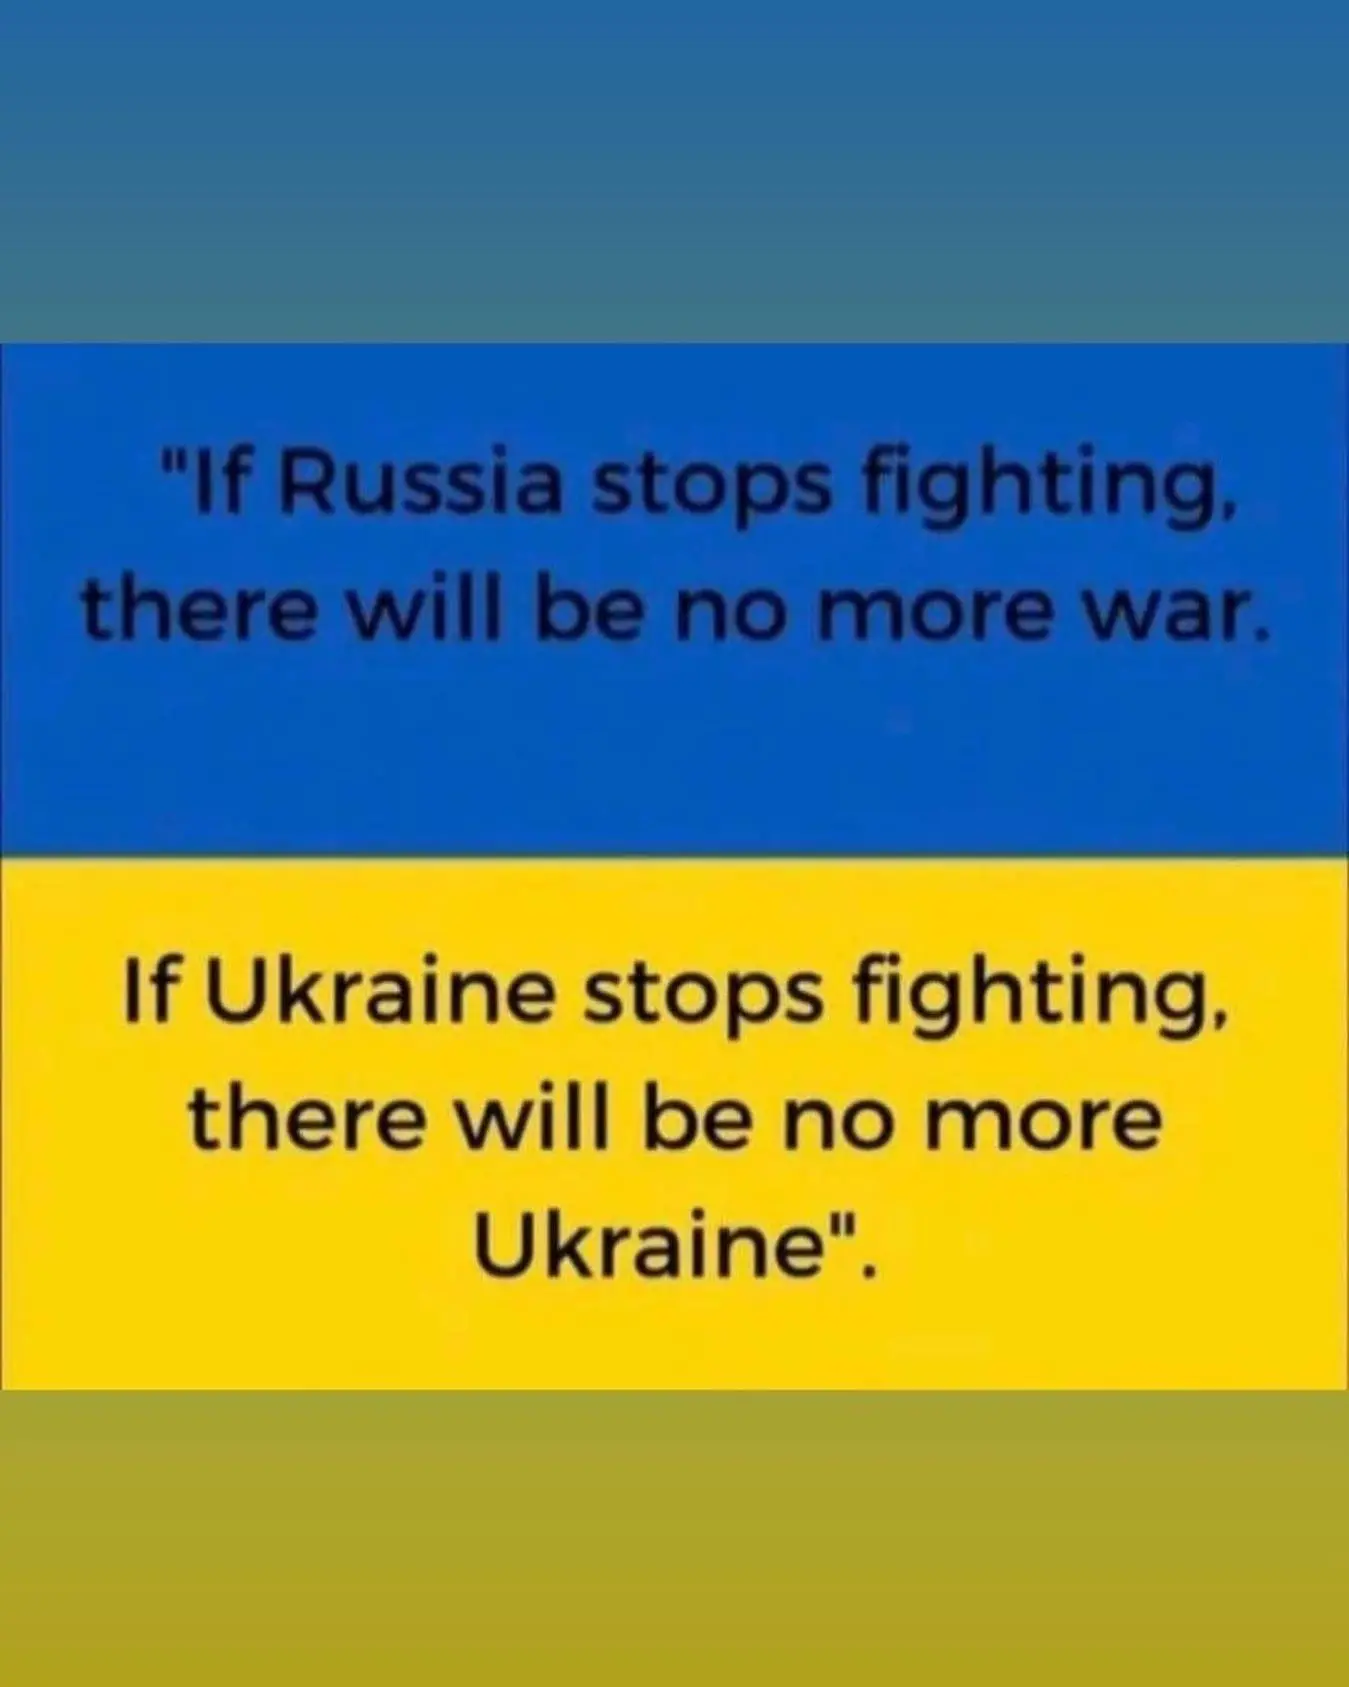 "If Russia stops fighting,
there will be no more war.
If Ukraine stops fighting,
there will be no more
Ukraine".